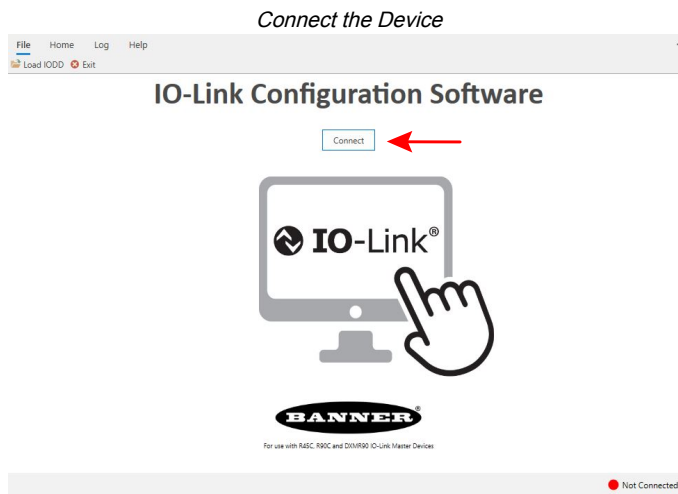 Connect the Device
File Home Log Help
Load IODD Exit
IO-Link Configuration Software
Connect
IO-Link®
BANNER®
For use with R45C, R90C and DXMR90 IO-Link Master Devices
Not Connected